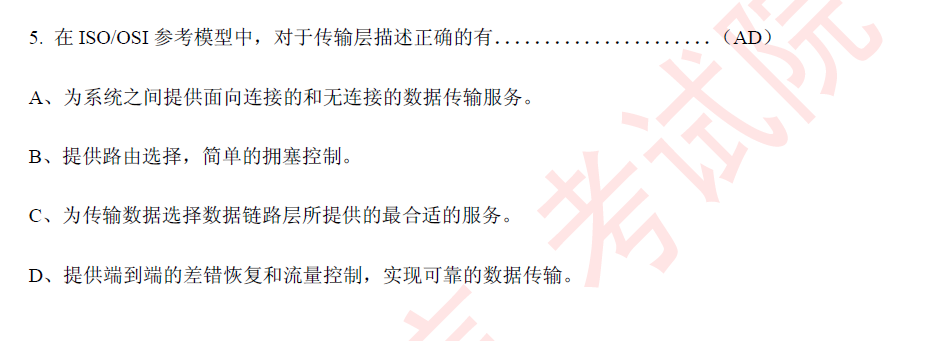 5. 在 ISO/OSI 参考模型中，对于传输层描述正确的有......................（AD）
A、为系统之间提供面向连接的和无连接的数据传输服务。
B、提供路由选择，简单的拥塞控制。
C、为传输数据选择数据链路层所提供的最合适的服务。
D、提供端到端的差错恢复和流量控制，实现可靠的数据传输。
考试院